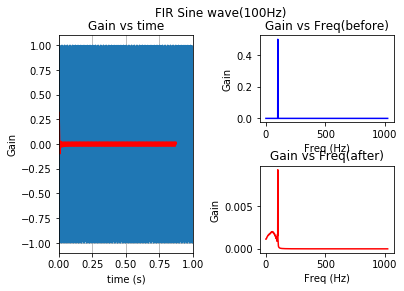 FIR Sine wave(100Hz)
Gain vs time
Gain
1.00
0.75
0.50
0.25
0.00
−0.25
−0.50
−0.75
−1.00
0.00 0.25 0.50 0.75 1.00
time (s)
Gain vs Freq(before)
Gain
0.4
0.2
0.0
0 500 1000
Freq (Hz)
Gain vs Freq(after)
Gain
0.005
0.000
0 500 1000
Freq (Hz)